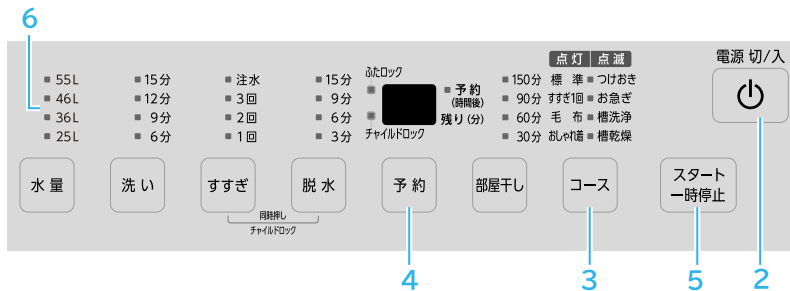 6
点灯 点滅
電源 切/入
ふたロック
55L 15分 注水 15分 予約 150分 標準 つけおき
(時間後)
46L 12分 3回 9分 90分 すすぎ1回 お急ぎ
36L 9分 2回 6分 残り(分) 60分 毛布 槽洗浄
25L 6分 1回 3分 チャイルドロック 30分 おしゃれ着 槽乾燥
水量 洗い すすぎ 脱水 予約 部屋干し コース スタート
一時停止
同時押し
チャイルドロック
4 3 5 2